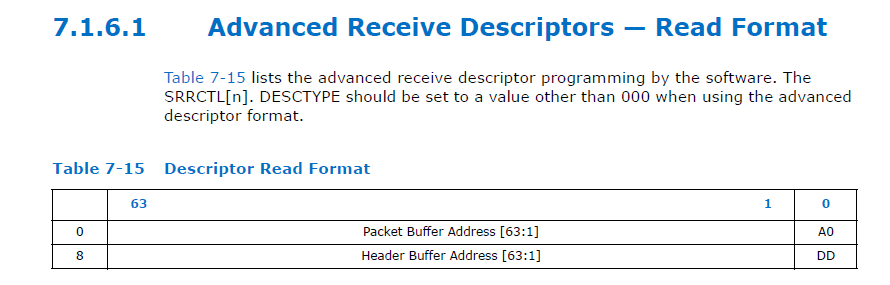 7.1.6.1 Advanced Receive Descriptors — Read Format
Table 7-15 lists the advanced receive descriptor programming by the software. The
SRRCTL[n]. DESCTYPE should be set to a value other than 000 when using the advanced
descriptor format.
Table 7-15 Descriptor Read Format
63 1 0
0 Packet Buffer Address [63:1] A0
8 Header Buffer Address [63:1] DD